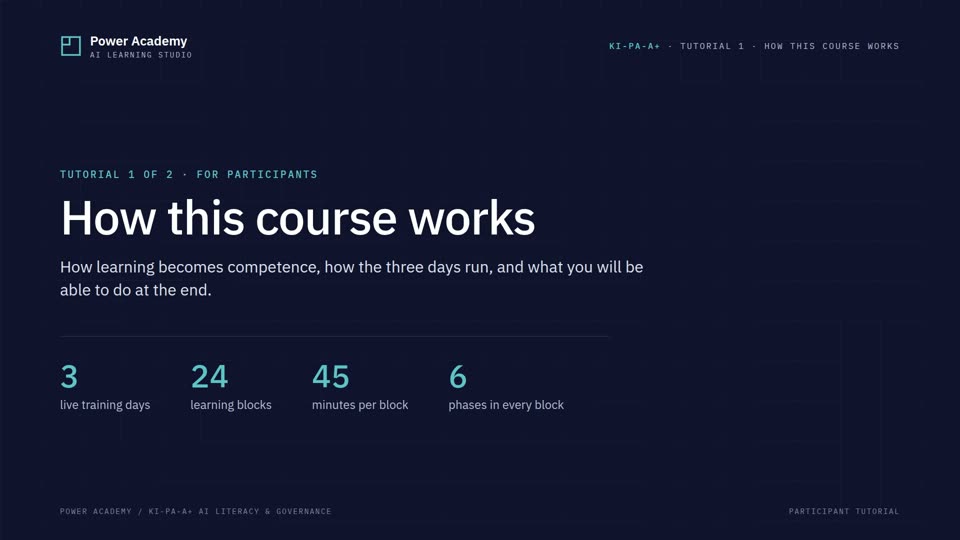 Power Academy
AI LEARNING STUDIO
KI-PA-A+ · TUTORIAL 1 · HOW THIS COURSE WORKS
TUTORIAL 1 OF 2 · FOR PARTICIPANTS
How this course works
How learning becomes competence, how the three days run, and what you will be
able to do at the end.
3
live training days
24
learning blocks
45
minutes per block
6
phases in every block
POWER ACADEMY / KI-PA-A+ AI LITERACY & GOVERNANCE
PARTICIPANT TUTORIAL